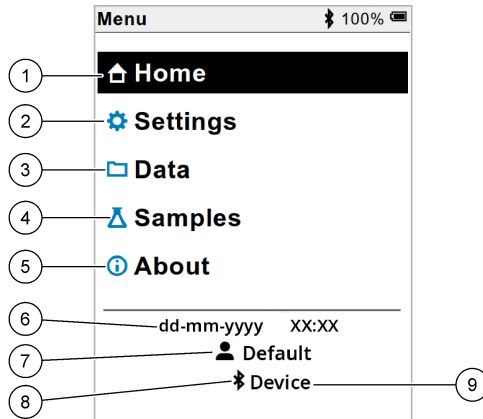 Menu 100%
1 Home
2 Settings
3 Data
4 Samples
5 About
6 dd-mm-yyyy XX:XX
7 Default
8 Device 9